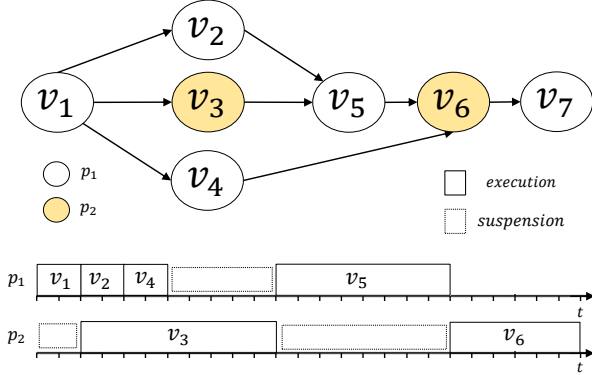 v2
v1 v3 v5 v6 v7
v4
p1
p2
execution
suspension
p1 v1 v2 v4 v5
t
p2 v3 v6
t